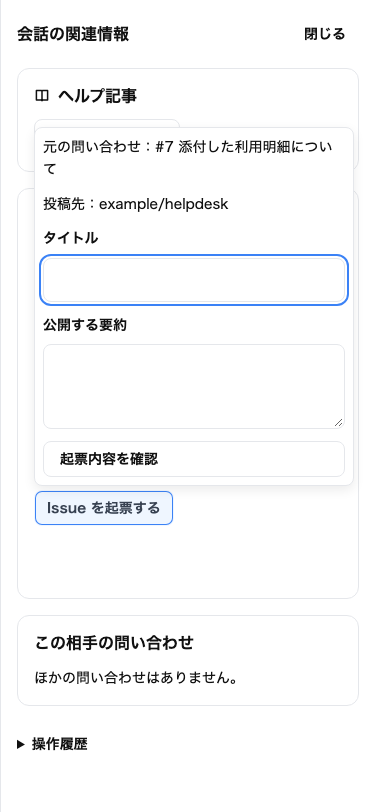 会話の関連情報
閉じる
ヘルプ記事
元の問い合わせ：#7 添付した利用明細につい
て
投稿先：example/helpdesk
タイトル
公開する要約
起票内容を確認
Issue を起票する
この相手の問い合わせ
ほかの問い合わせはありません。
操作履歴